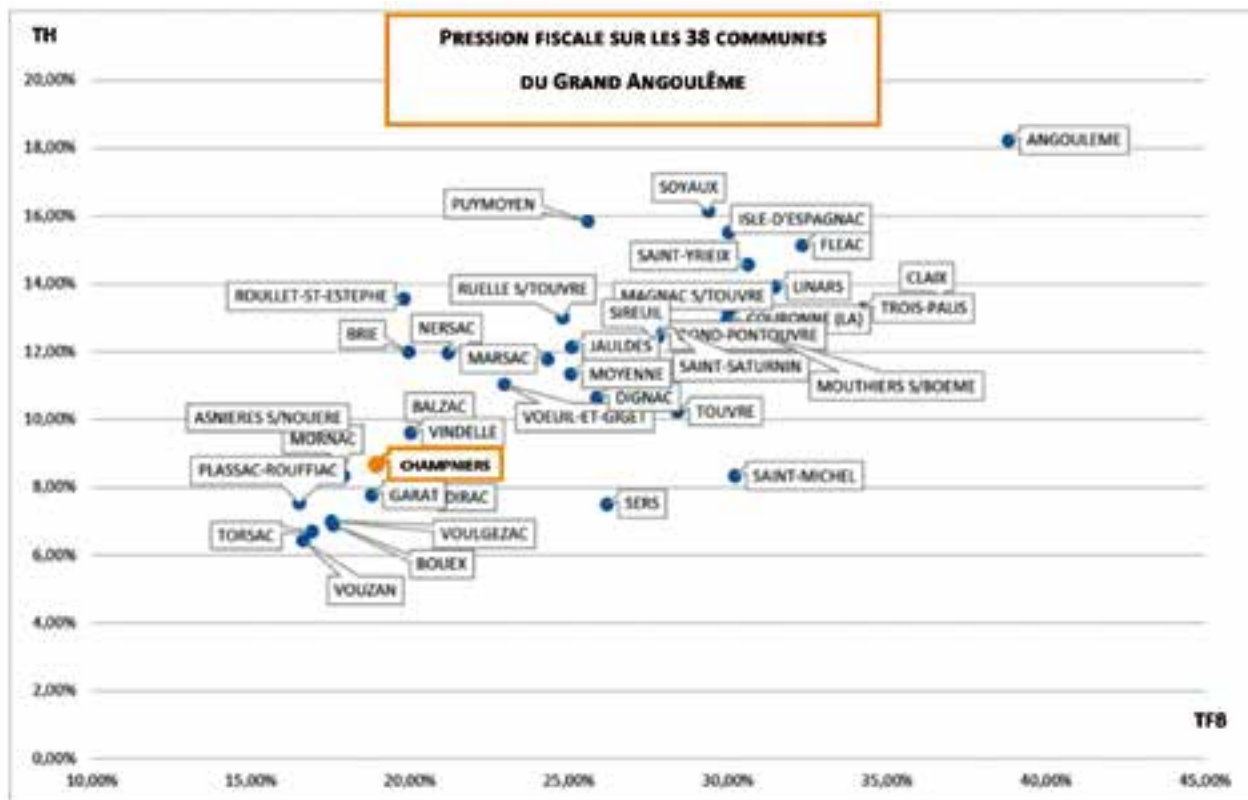 TH
PRESSION FISCALE SUR LES 38 COMMUNES
DU GRAND ANGOULÊME
20,00%
18,00%
16,00%
14,00%
12,00%
10,00%
8,00%
6,00%
4,00%
2,00%
0,00%
ANGOULEME
SOYAUX
PUYMOYEN
ISLE-D'ESPAGNAC
FLEAC
SAINT-YRIEIX
CLAIX
RUELLE S/TOUVRE
LINARS
ROULLET-ST-ESTEPHE
MAGNAC S/TOUVRE
TROIS-PALIS
SIREUIL
COURONNE (LA)
NERSAC
BRIE
GOND-PONTOUVRE
JAULDES
MARSAC
SAINT-SATURNIN
MOYENNE
MOUTHIERS S/BOEME
DIGNAC
BALZAC
TOUVRE
ASNIERES S/NOUERE
VOEUIL-ET-GIGET
VINDELLE
MORNAC
CHAMPNIERS
PLASSAC-ROUFFIAC
SAINT-MICHEL
GARAT
DIRAC
SERS
TORSAC
VOULGEZAC
BOUEX
VOUZAN
TFB
10,00%
15,00%
20,00%
25,00%
30,00%
35,00%
40,00%
45,00%